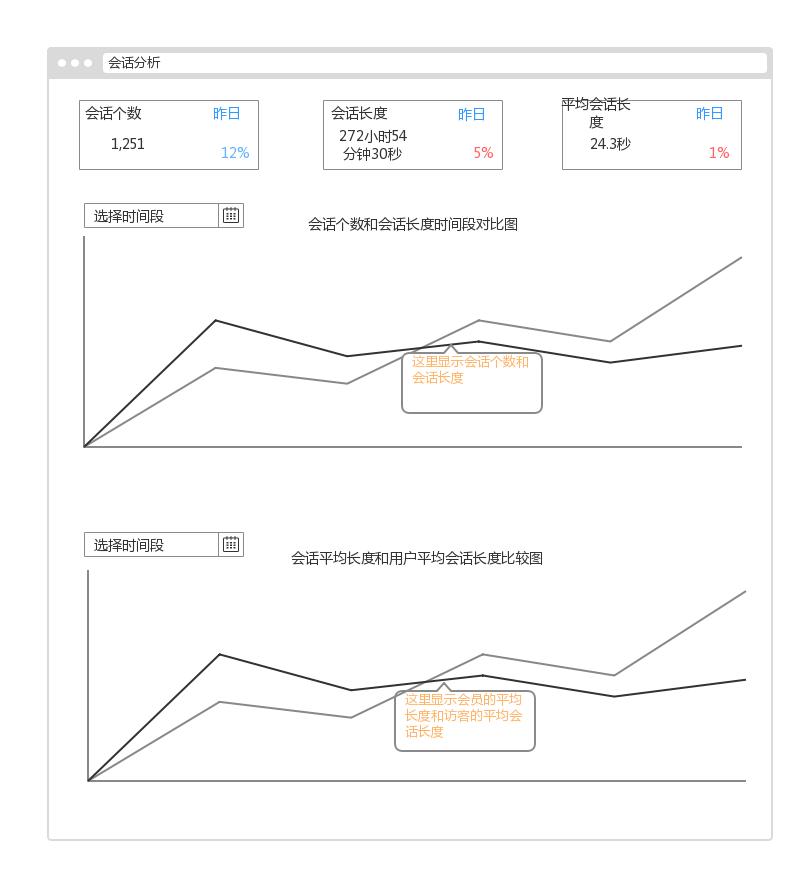 会话分析
会话个数
昨日
1,251
12%
会话长度
昨日
272小时54
分钟30秒
5%
平均会话长
度
昨日
24.3秒
1%
选择时间段
会话个数和会话长度时间段对比图
这里显示会话个数和
会话长度
选择时间段
会话平均长度和用户平均会话长度比较图
这里显示会员的平均
长度和访客的平均会
话长度